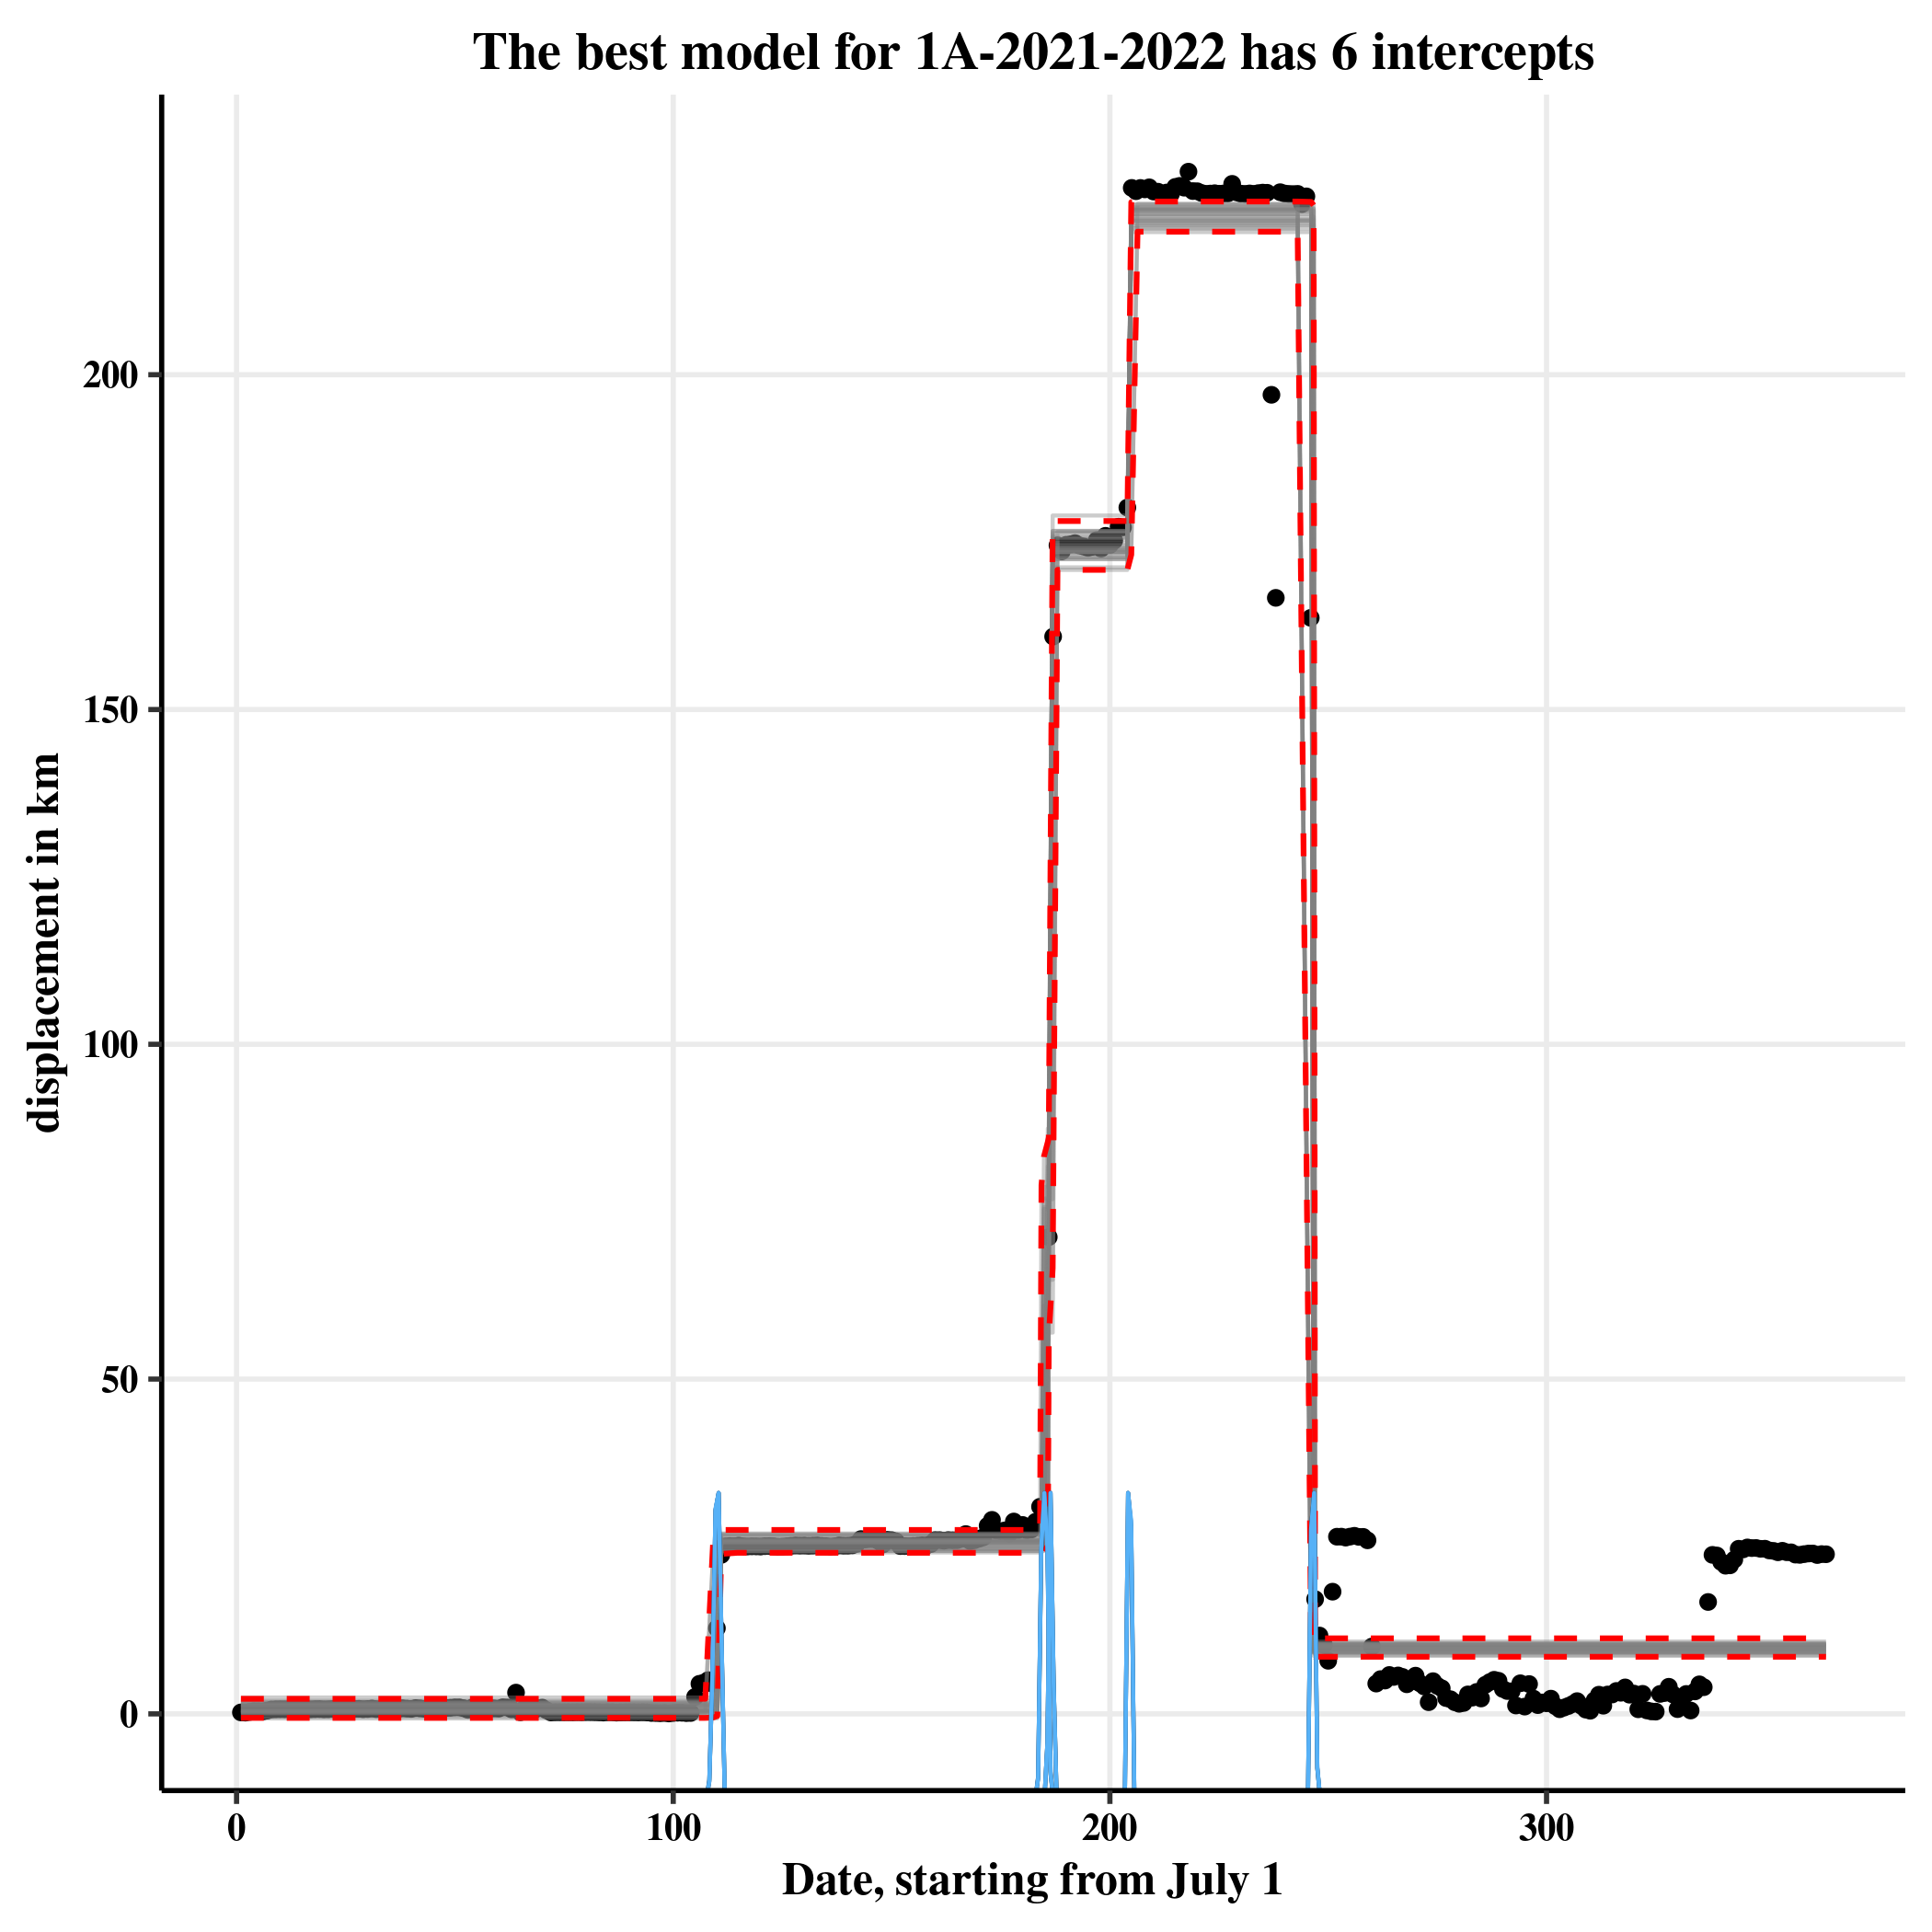 The best model for 1A-2021-2022 has 6 intercepts
displacement in km
200
150
100
50
0
0 100 200 300
Date, starting from July 1